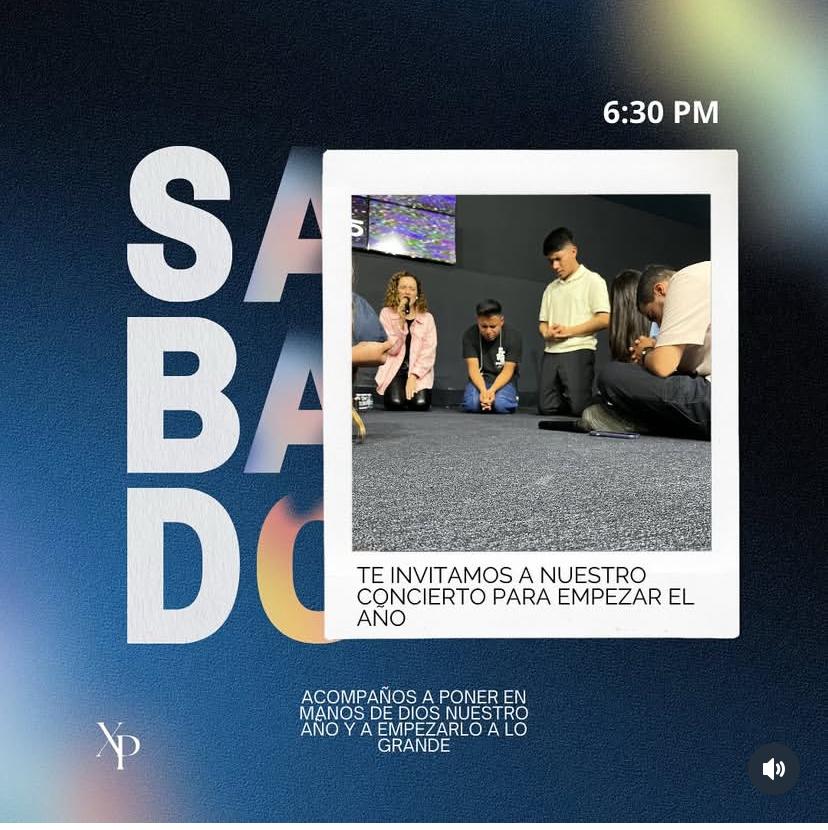 6:30 PM
SA
BA
DO
TE INVITAMOS A NUESTRO
CONCIERTO PARA EMPEZAR EL
AÑO
ACOMPAÑOS A PONER EN
MANOS DE DIOS NUESTRO
AÑO Y A EMPEZARLO A LO
GRANDE
XP